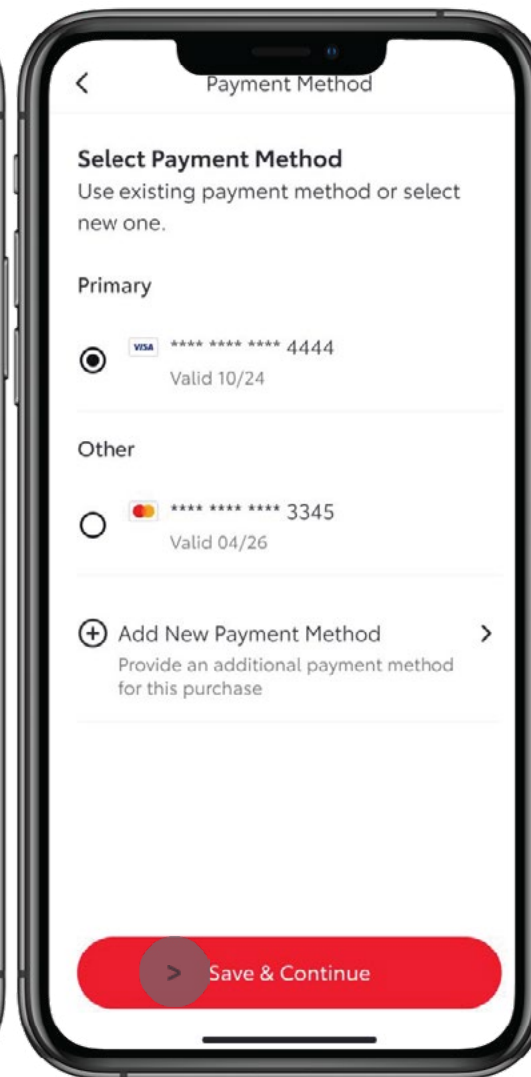 Payment Method
Select Payment Method
Use existing payment method or select
new one.
Primary
VISA **** **** **** 4444
Valid 10/24
Other
**** **** **** 3345
Valid 04/26
Add New Payment Method
Provide an additional payment method
for this purchase
> Save & Continue